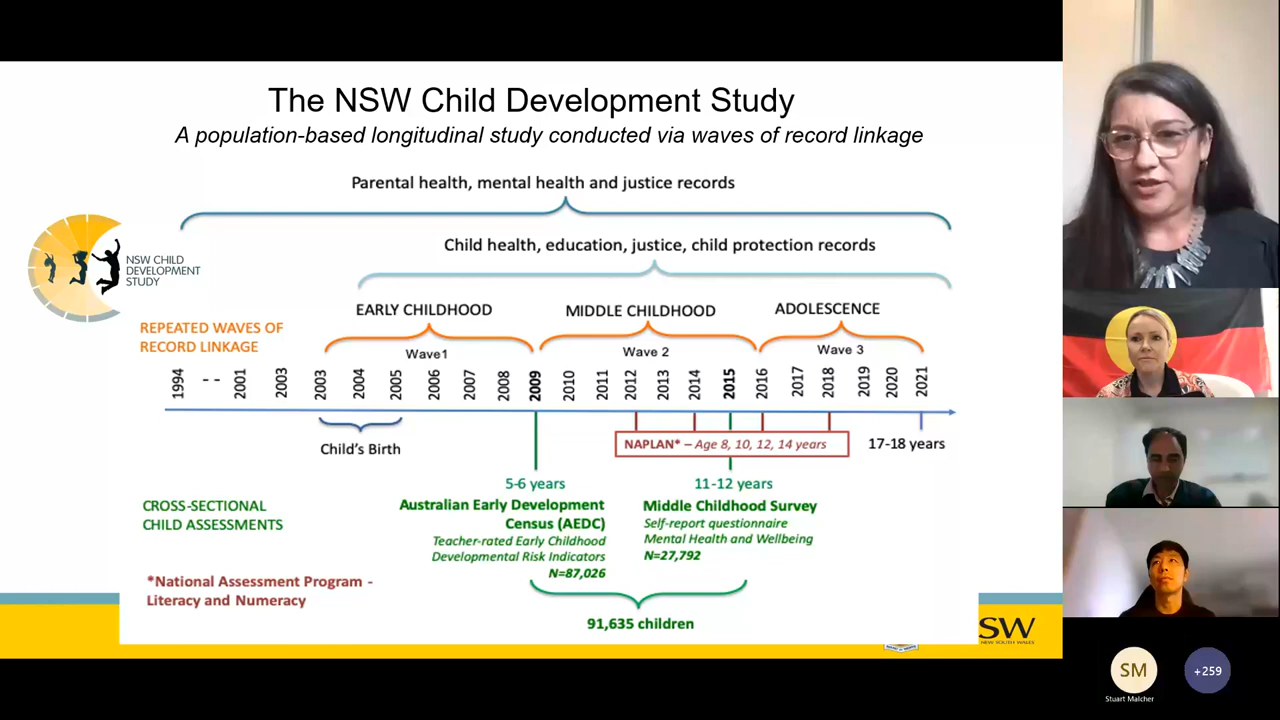 The NSW Child Development Study
A population-based longitudinal study conducted via waves of record linkage
Parental health, mental health and justice records
Child health, education, justice, child protection records
NSW CHILD
DEVELOPMENT
STUDY
EARLY CHILDHOOD
MIDDLE CHILDHOOD
ADOLESCENCE
REPEATED WAVES OF
RECORD LINKAGE
Wave1
Wave 2
Wave 3
1994 -- 2001 2003 2003 2004 2005 2006 2007 2008 2009 2010 2011 2012 2013 2014 2015 2016 2017 2018 2019 2020 2021
Child's Birth
NAPLAN* – Age 8, 10, 12, 14 years
17-18 years
CROSS-SECTIONAL
CHILD ASSESSMENTS
5-6 years
Australian Early Development
Census (AEDC)
Teacher-rated Early Childhood
Developmental Risk Indicators
N=87,026
11-12 years
Middle Childhood Survey
Self-report questionnaire
Mental Health and Wellbeing
N=27,792
*National Assessment Program -
Literacy and Numeracy
91,635 children
SW
SM
Stuart Malcher
+259